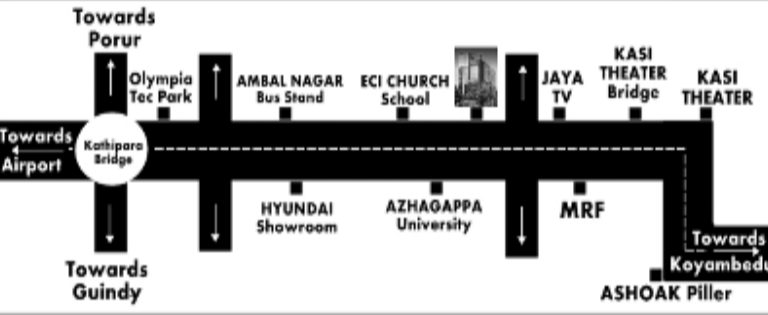 Towards
Porur
Olympia
Tec Park
AMBAL NAGAR
Bus Stand
ECI CHURCH
School
JAYA
TV
KASI
THEATER
Bridge
KASI
THEATER
Towards
Airport
Kathipara
Bridge
HYUNDAI
Showroom
AZHAGAPPA
University
MRF
Towards
Koyambedu
Towards
Guindy
ASHOAK Piller